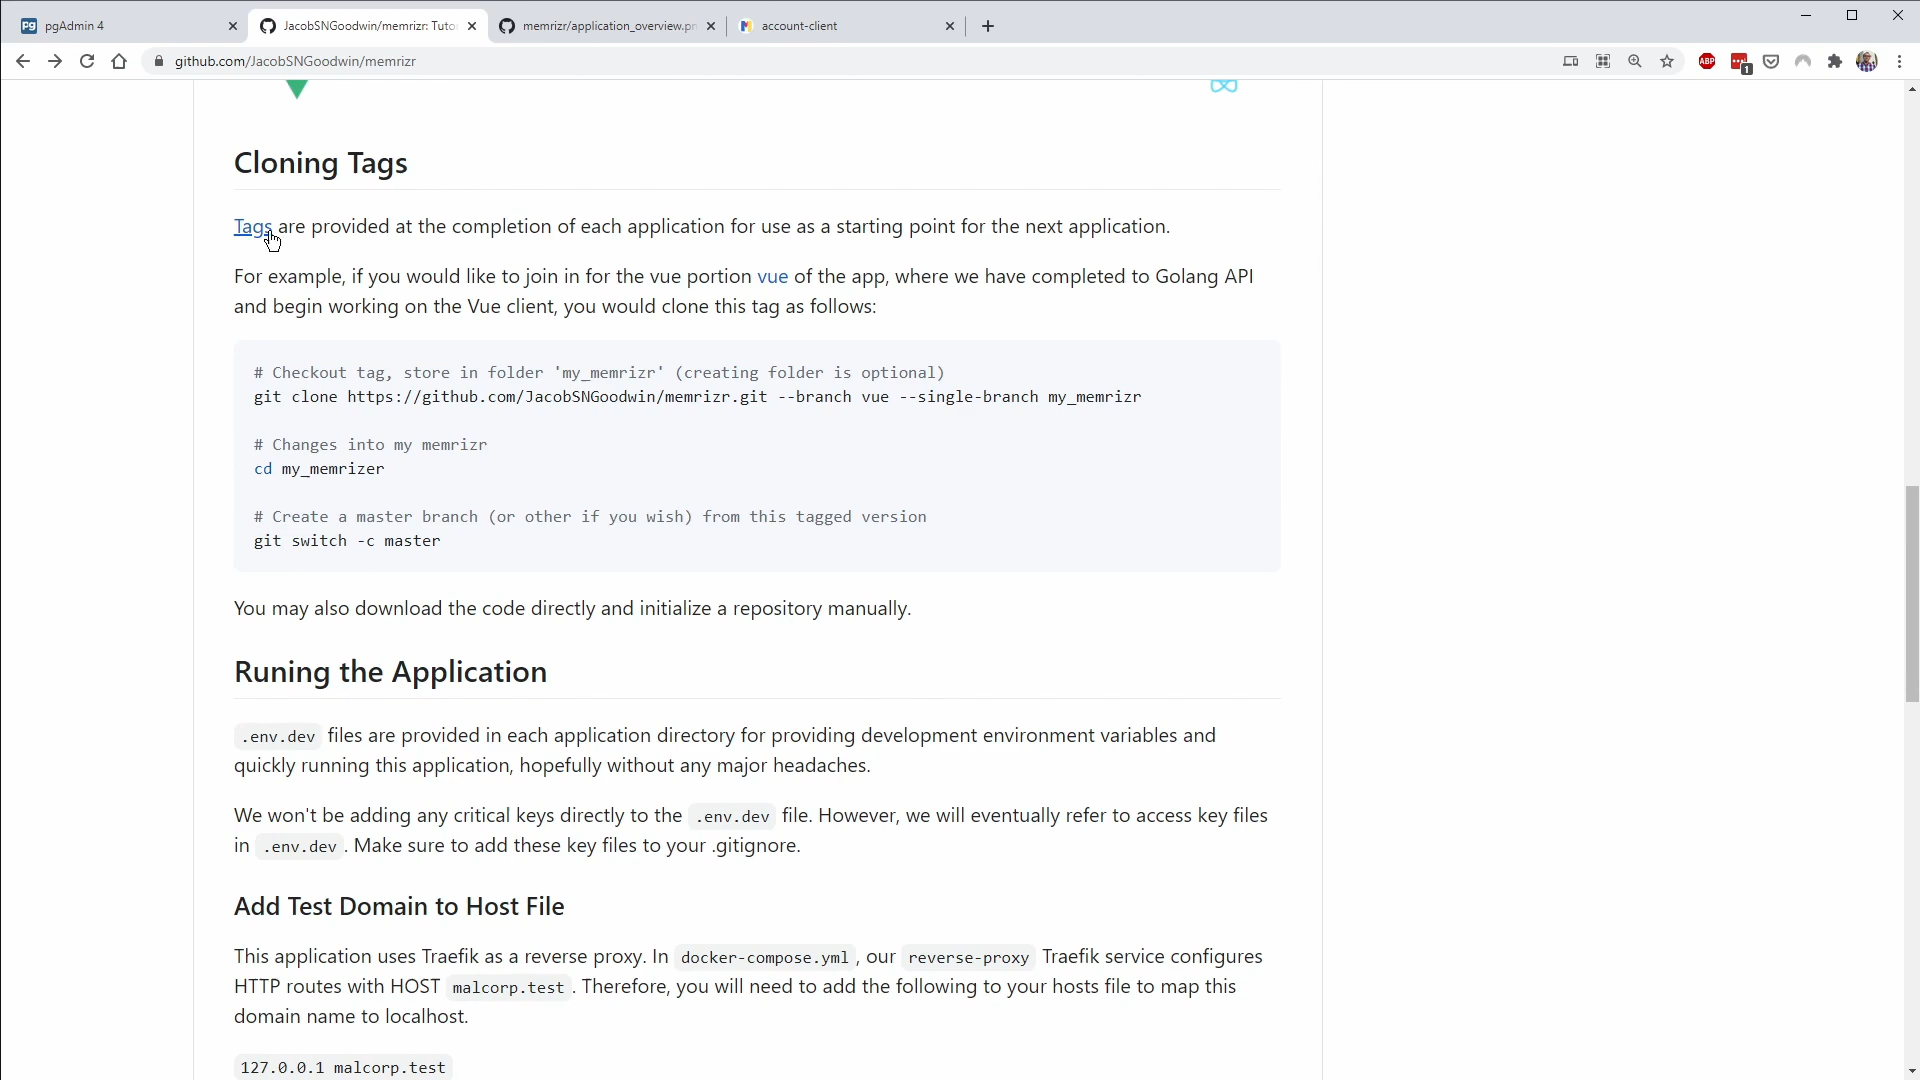 pgAdmin 4
JacobSNGoodwin/memrizr: Tuto
memrizr/application_overview.pn
account-client
github.com/JacobSNGoodwin/memrizr
ABP
1
Cloning Tags
Tags are provided at the completion of each application for use as a starting point for the next application.
For example, if you would like to join in for the vue portion vue of the app, where we have completed to Golang API
and begin working on the Vue client, you would clone this tag as follows:
# Checkout tag, store in folder 'my_memrizr' (creating folder is optional)
git clone https://github.com/JacobSNGoodwin/memrizr.git --branch vue --single-branch my_memrizr
# Changes into my memrizr
cd my_memrizer
# Create a master branch (or other if you wish) from this tagged version
git switch -c master
You may also download the code directly and initialize a repository manually.
Runing the Application
.env.dev files are provided in each application directory for providing development environment variables and
quickly running this application, hopefully without any major headaches.
We won't be adding any critical keys directly to the .env.dev file. However, we will eventually refer to access key files
in .env.dev . Make sure to add these key files to your .gitignore.
Add Test Domain to Host File
This application uses Traefik as a reverse proxy. In docker-compose.yml , our reverse-proxy Traefik service configures
HTTP routes with HOST malcorp.test . Therefore, you will need to add the following to your hosts file to map this
domain name to localhost.
127.0.0.1 malcorp.test